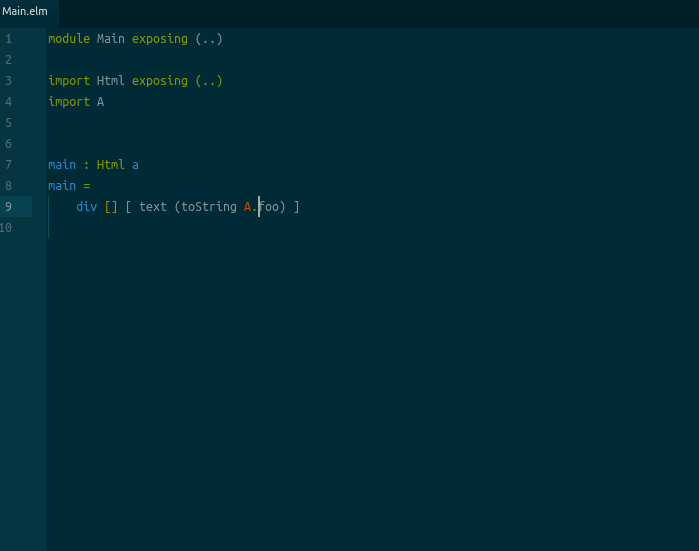 Main.elm
1 module Main exposing (..)
2
3 import Html exposing (..)
4 import A
5
6
7 main : Html a
8 main =
9     div [] [ text (toString A.foo) ]
10